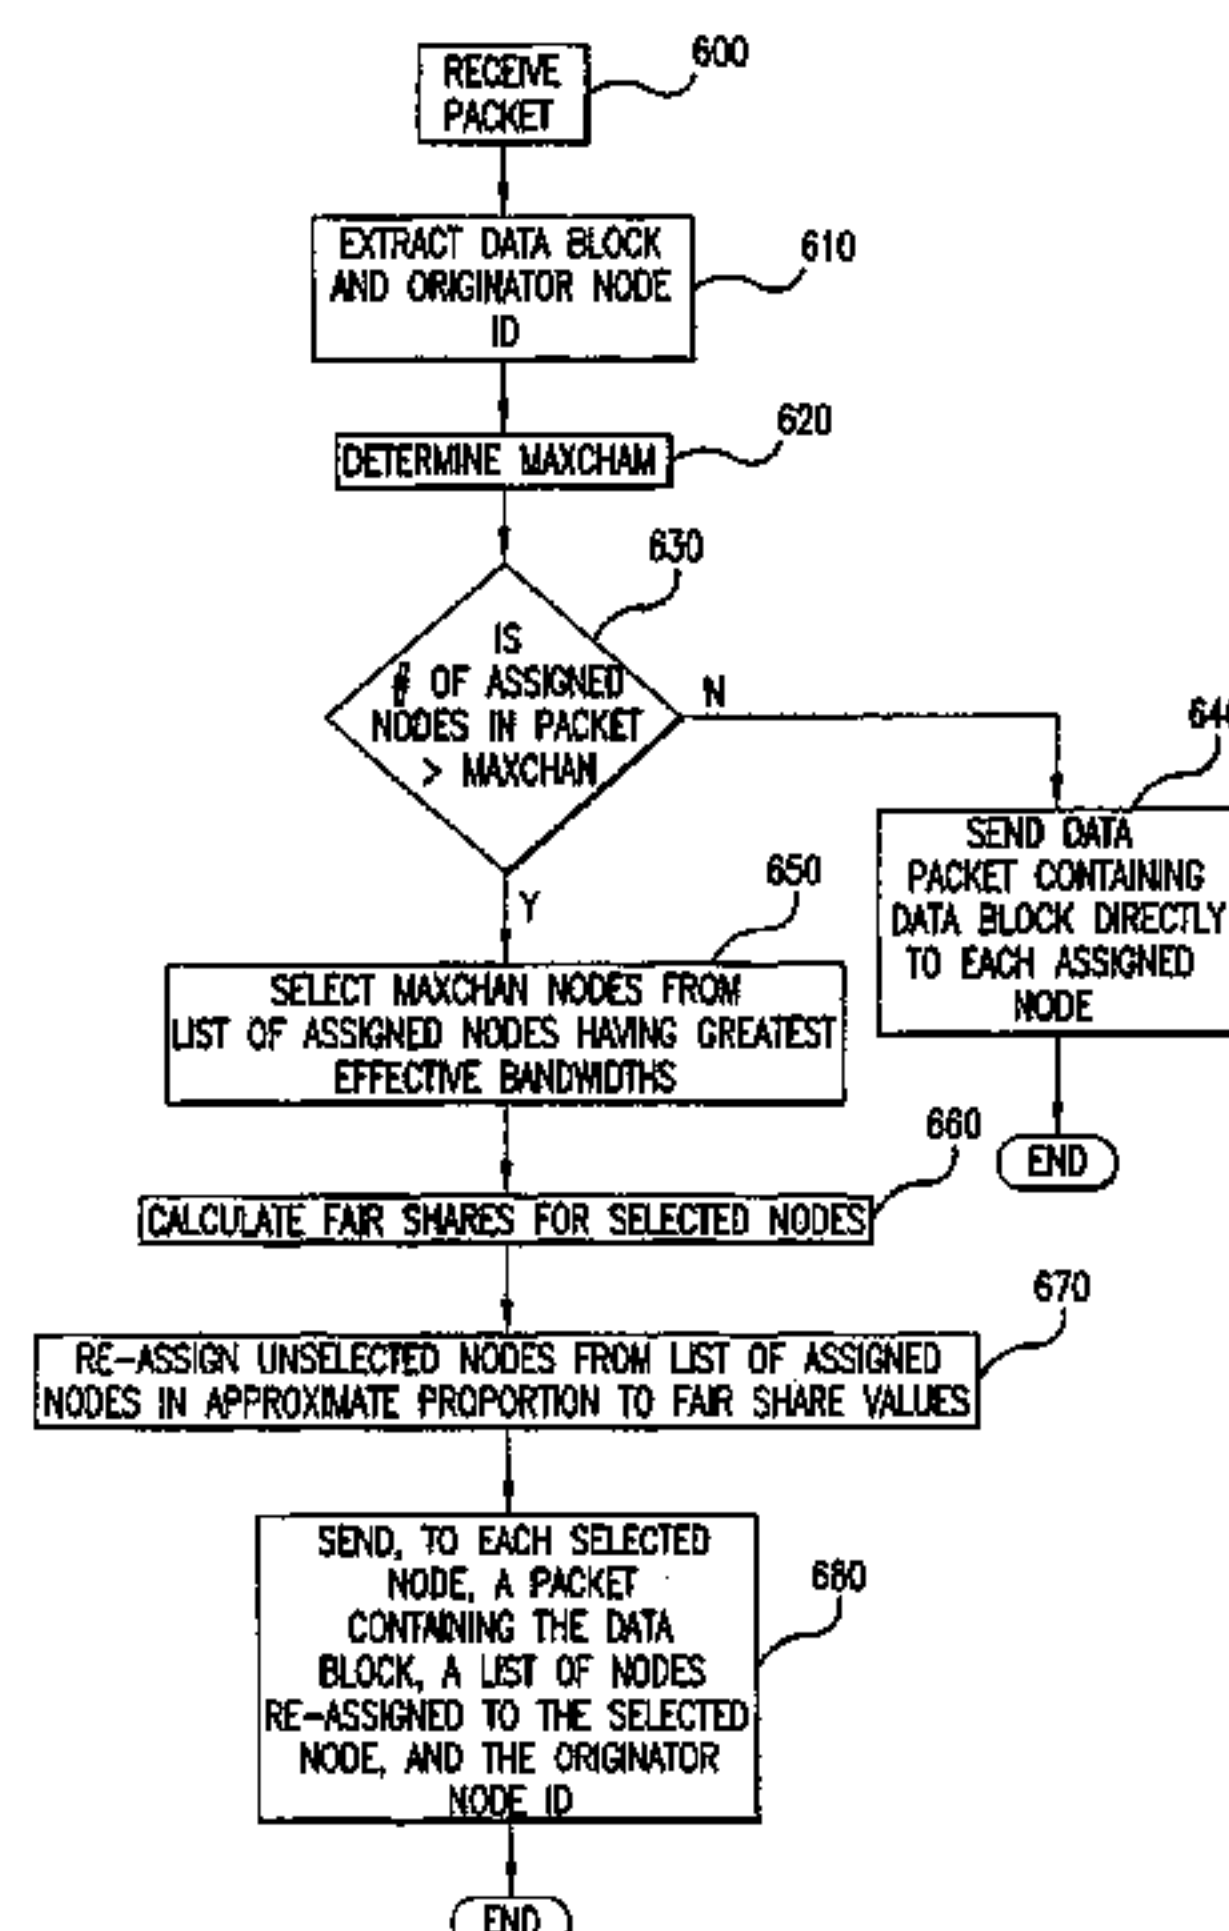 600
RECEIVE
PACKET
610
EXTRACT DATA BLOCK
AND ORIGINATOR NODE
ID
620
DETERMINE MAXCHAM
630
IS
# OF ASSIGNED
NODES IN PACKET
> MAXCHAN
N
Y
SEND DATA
PACKET CONTAINING
DATA BLOCK DIRECTLY
TO EACH ASSIGNED
NODE
END
650
SELECT MAXCHAN NODES FROM
LIST OF ASSIGNED NODES HAVING GREATEST
EFFECTIVE BANDWIDTHS
660
CALCULATE FAIR SHARES FOR SELECTED NODES
670
RE-ASSIGN UNSELECTED NODES FROM LIST OF ASSIGNED
NODES IN APPROXIMATE PROPORTION TO FAIR SHARE VALUES
680
SEND, TO EACH SELECTED
NODE, A PACKET
CONTAINING THE DATA
BLOCK, A LIST OF NODES
RE-ASSIGNED TO THE SELECTED
NODE, AND THE ORIGINATOR
NODE ID
END